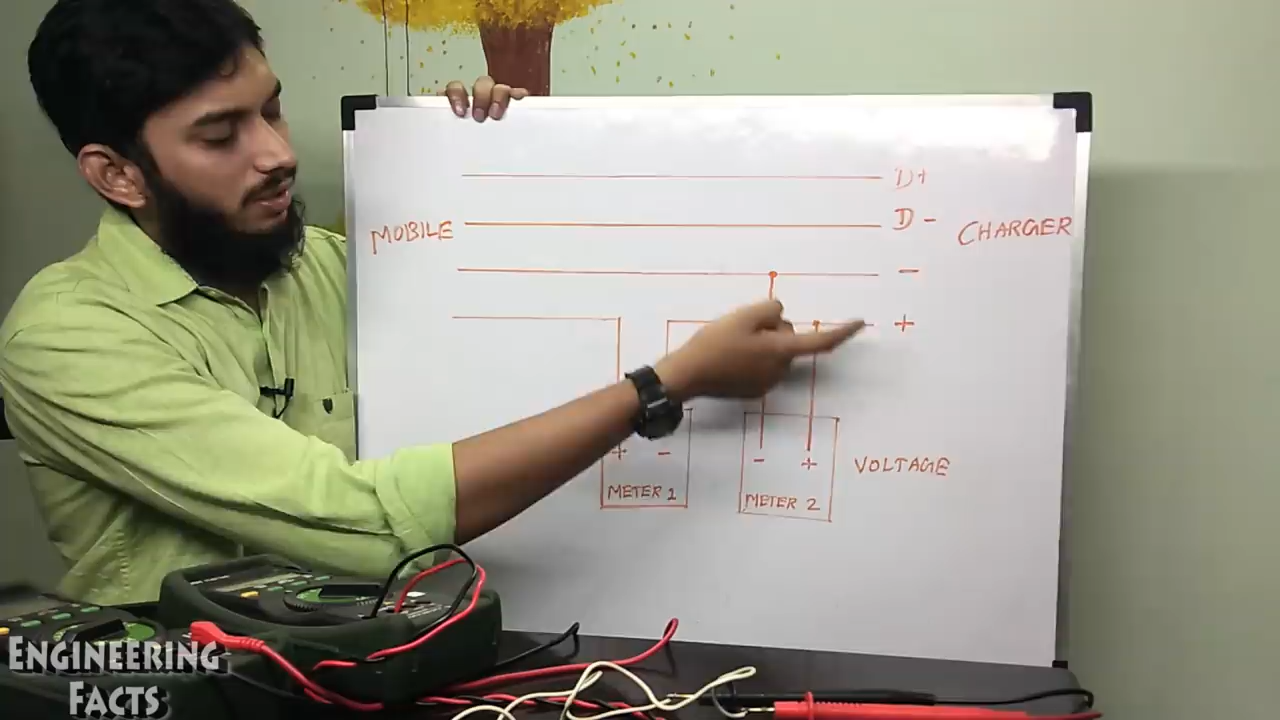 D+
MOBILE
D -
CHARGER
-
+
+ -
METER 1
- +
METER 2
VOLTAGE
ENGINEERING
FACTS